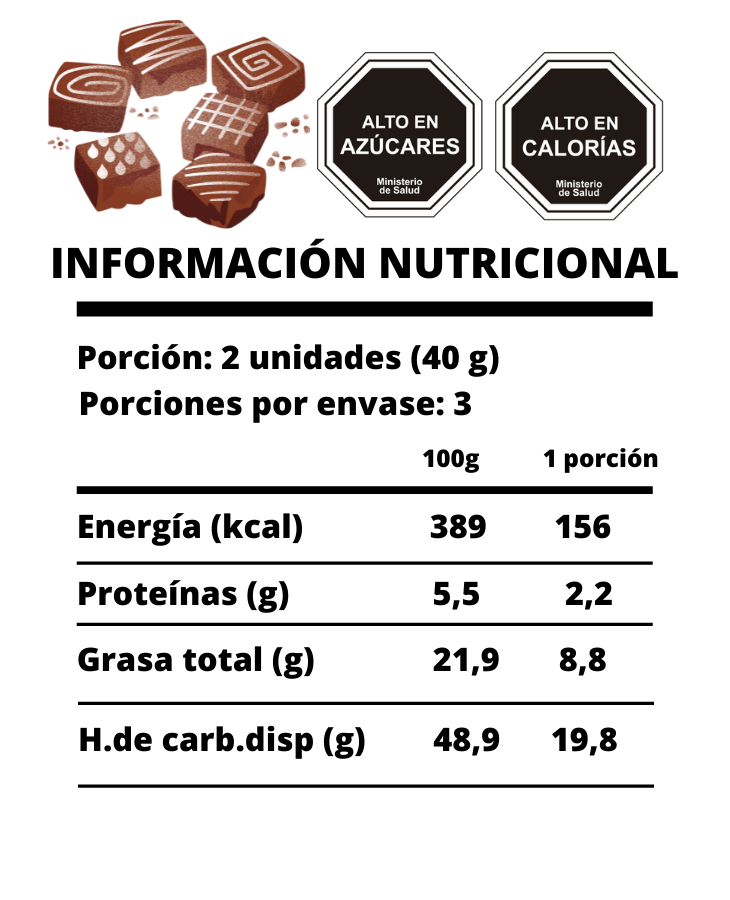 ALTO EN
AZÚCARES
Ministerio
de Salud
ALTO EN
CALORÍAS
Ministerio
de Salud
INFORMACIÓN NUTRICIONAL
Porción: 2 unidades (40 g)
Porciones por envase: 3
100g 1 porción
Energía (kcal) 389 156
Proteínas (g) 5,5 2,2
Grasa total (g) 21,9 8,8
H.de carb.disp (g) 48,9 19,8